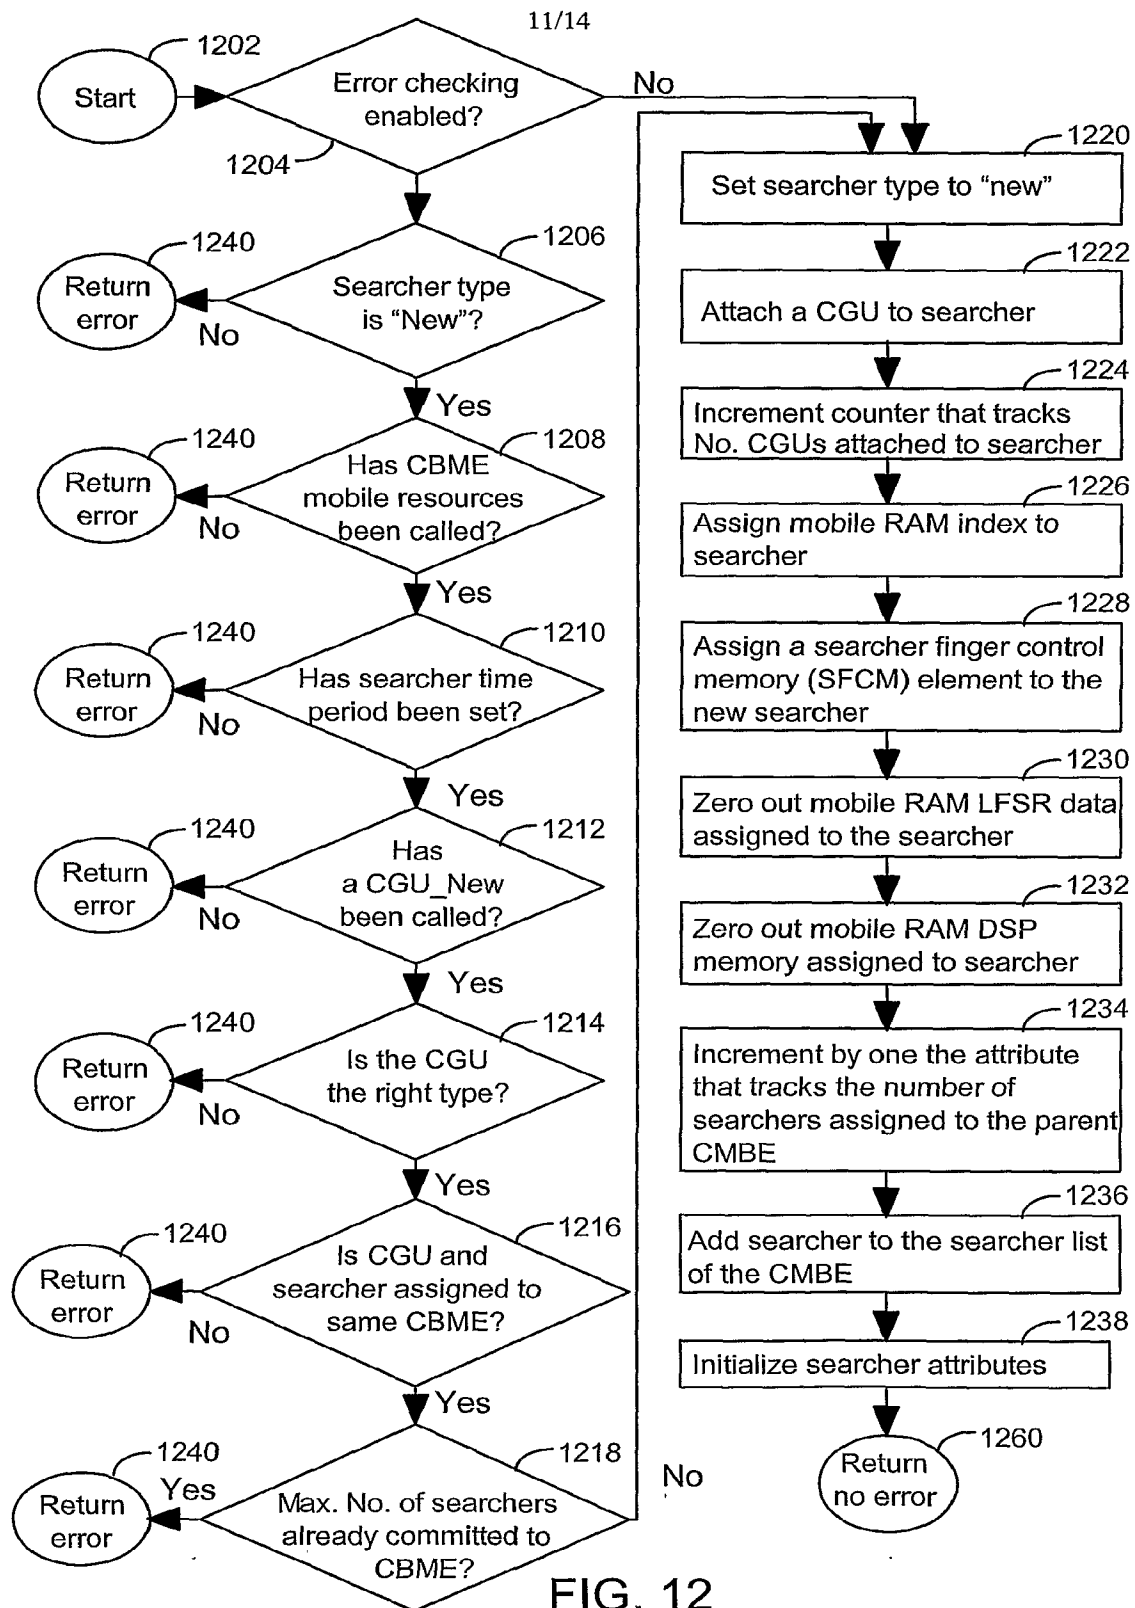 11/14
1202
Start
Error checking
enabled?
No
1204
1206
1240
Return
error
Searcher type
is “New”?
No
Yes
1208
1240
Return
error
Has CBME
mobile resources
been called?
No
Yes
1210
1240
Return
error
Has searcher time
period been set?
No
Yes
1212
1240
Return
error
Has
a CGU_New
been called?
No
Yes
1214
1240
Return
error
Is the CGU
the right type?
No
Yes
1216
1240
Return
error
Is CGU and
searcher assigned to
same CBME?
No
Yes
1218
1240
Yes
Return
error
Max. No. of searchers
already committed to
CBME?
No
1220
Set searcher type to “new”
1222
Attach a CGU to searcher
1224
Increment counter that tracks
No. CGUs attached to searcher
1226
Assign mobile RAM index to
searcher
1228
Assign a searcher finger control
memory (SFCM) element to the
new searcher
1230
Zero out mobile RAM LFSR data
assigned to the searcher
1232
Zero out mobile RAM DSP
memory assigned to searcher
1234
Increment by one the attribute
that tracks the number of
searchers assigned to the parent
CMBE
1236
Add searcher to the searcher list
of the CMBE
1238
Initialize searcher attributes
1260
Return
no error
FIG. 12